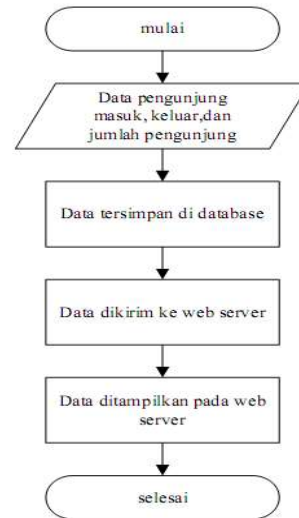 mulai
Data pengunjung
masuk, keluar,dan
jumlah pengunjung
Data tersimpan di database
Data dikirim ke web server
Data ditampilkan pada web
server
selesai